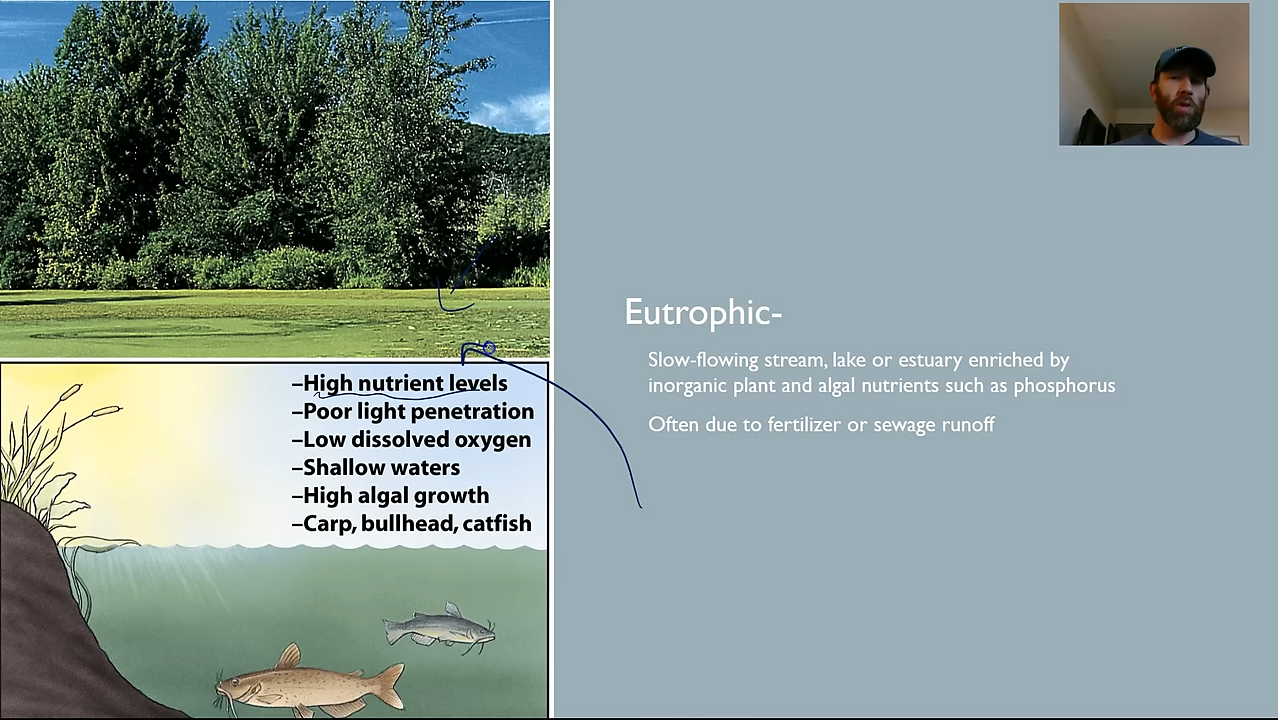 –High nutrient levels
–Poor light penetration
–Low dissolved oxygen
–Shallow waters
–High algal growth
–Carp, bullhead, catfish
Eutrophic-
Slow-flowing stream, lake or estuary enriched by
inorganic plant and algal nutrients such as phosphorus
Often due to fertilizer or sewage runoff